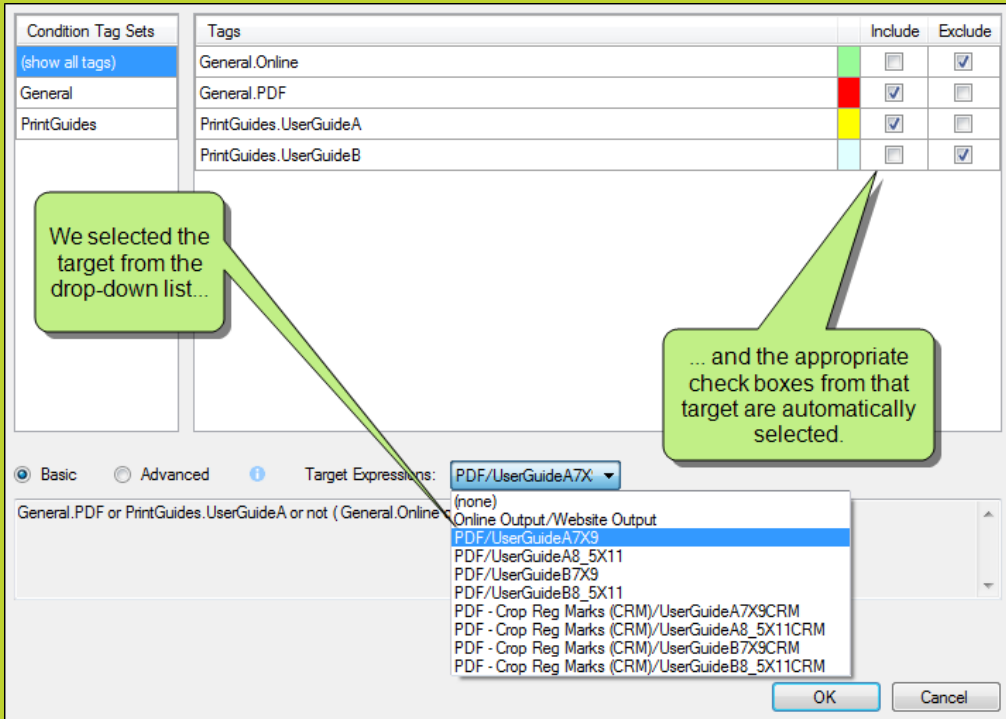 Condition Tag Sets Tags Include Exclude
(show all tags) General.Online
General General.PDF
PrintGuides PrintGuides.UserGuideA
PrintGuides.UserGuideB
We selected the
target from the
drop-down list...
... and the appropriate
check boxes from that
target are automatically
selected.
Basic Advanced Target Expressions: PDF/UserGuideA7X
General.PDF or PrintGuides.UserGuideA or not ( General.Online
(none)
Online Output/Website Output
PDF/UserGuideA7X9
PDF/UserGuideA8_5X11
PDF/UserGuideB7X9
PDF/UserGuideB8_5X11
PDF - Crop Reg Marks (CRM)/UserGuideA7X9CRM
PDF - Crop Reg Marks (CRM)/UserGuideA8_5X11CRM
PDF - Crop Reg Marks (CRM)/UserGuideB7X9CRM
PDF - Crop Reg Marks (CRM)/UserGuideB8_5X11CRM
OK Cancel